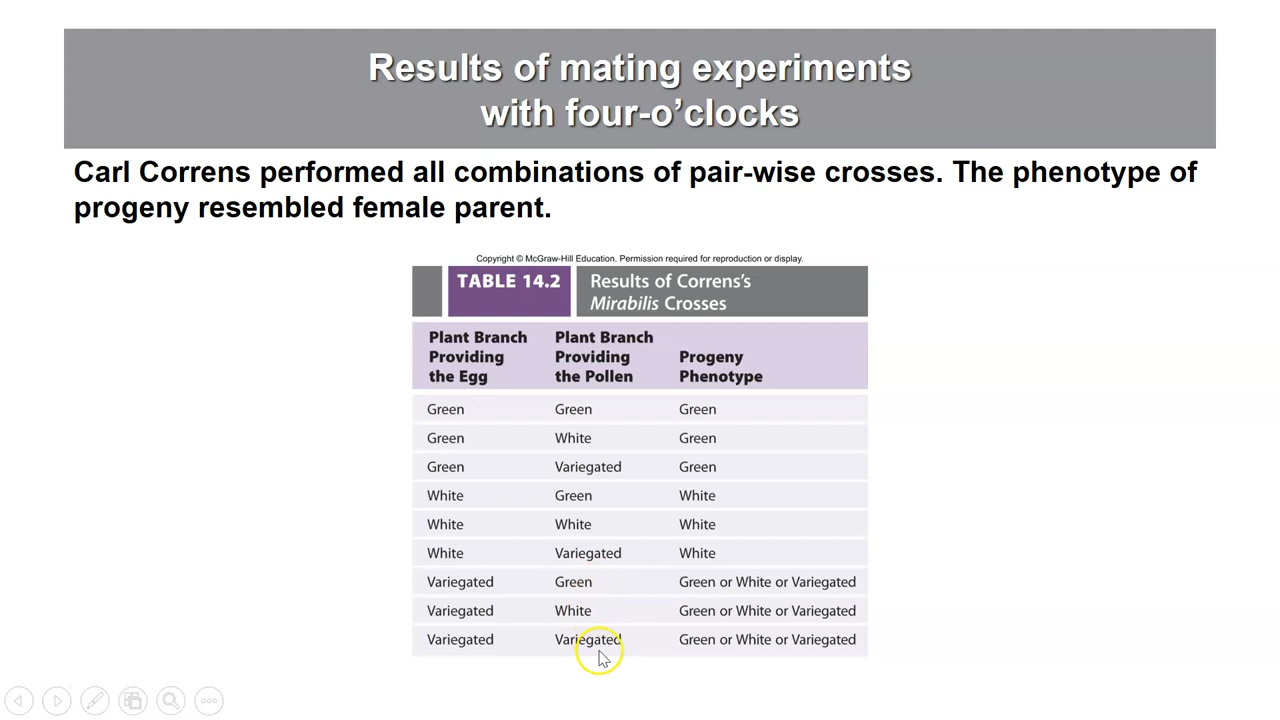 Results of mating experiments
with four-o’clocks
Carl Correns performed all combinations of pair-wise crosses. The phenotype of
progeny resembled female parent.
Copyright © McGraw-Hill Education. Permission required for reproduction or display.
TABLE 14.2
Results of Correns’s
Mirabilis Crosses
Plant Branch Providing the Egg
Plant Branch Providing the Pollen
Progeny Phenotype
Green Green Green
Green White Green
Green Variegated Green
White Green White
White White White
White Variegated White
Variegated Green Green or White or Variegated
Variegated White Green or White or Variegated
Variegated Variegated Green or White or Variegated